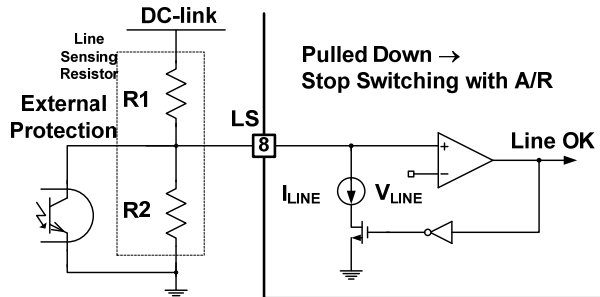 DC-link
Line
Sensing
Resistor
R1
External
Protection
R2
LS
8
Pulled Down →
Stop Switching with A/R
Line OK
+
−
ILINE
VLINE